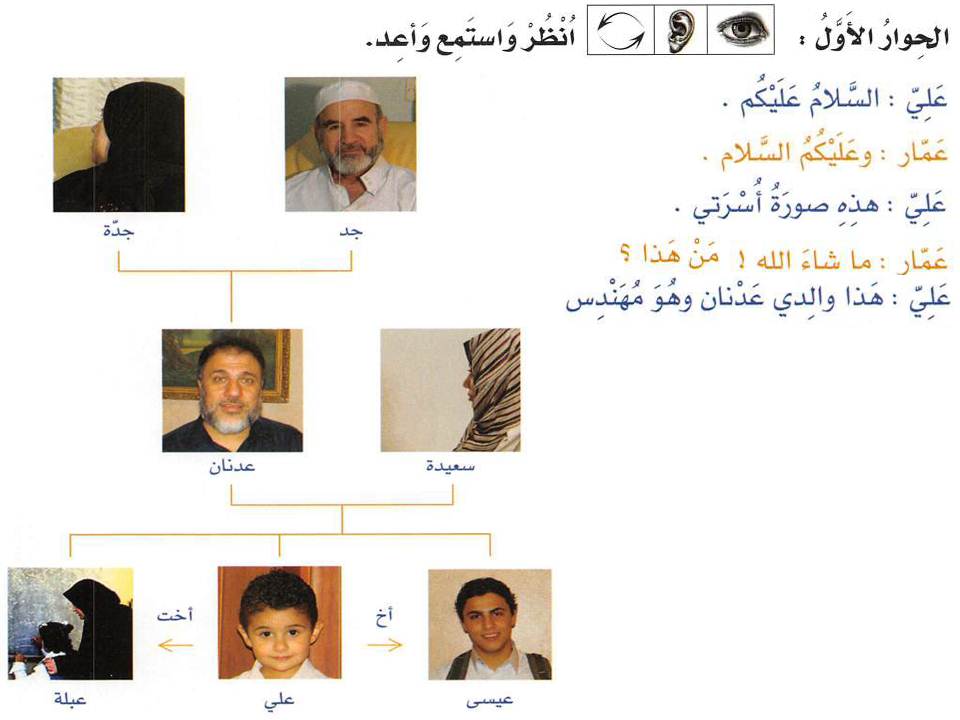 الحِوارُ الأَوَّلُ : اُنْظُرْ وَاستَمِع وَأعِد.
عَلِيّ : السَّلامُ عَلَيْكُم .
عَمّار : وعَلَيْكُمُ السَّلام .
عَلِيّ : هذِهِ صورَةُ أُسْرَتي .
عَمّار : ما شاءَ الله ! مَنْ هَذا ؟
عَلِيّ : هَذا والِدي عَدْنان وهُوَ مُهَنْدِس
جد
جدّة
سعيدة
عدنان
أخ
أخت
عيسى
علي
عبلة